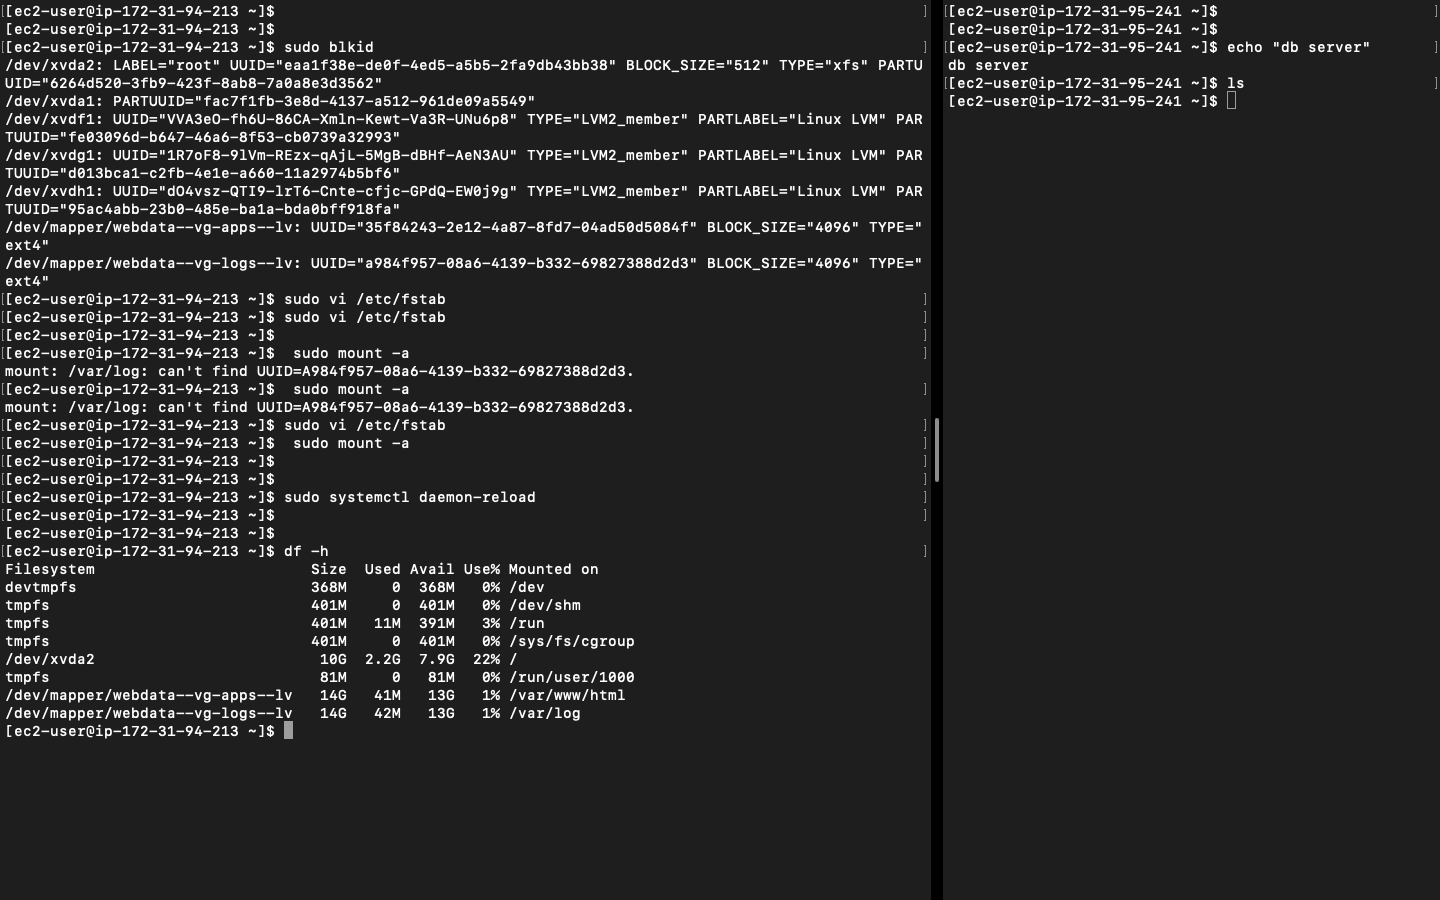 [ec2-user@ip-172-31-94-213 ~]$
[ec2-user@ip-172-31-94-213 ~]$
[ec2-user@ip-172-31-94-213 ~]$ sudo blkid
/dev/xvda2: LABEL="root" UUID="eaa1f38e-de0f-4ed5-a5b5-2fa9db43bb38" BLOCK_SIZE="512" TYPE="xfs" PARTU
UID="6264d520-3fb9-423f-8ab8-7a0a8e3d3562"
/dev/xvda1: PARTUUID="fac7f1fb-3e8d-4137-a512-961de09a5549"
/dev/xvdf1: UUID="VVA3eO-fh6U-86CA-Xmln-Kewt-Va3R-UNu6p8" TYPE="LVM2_member" PARTLABEL="Linux LVM" PAR
TUUID="fe03096d-b647-46a6-8f53-cb0739a32993"
/dev/xvdg1: UUID="1R7oF8-9lVm-REzx-qAjL-5MgB-dBHf-AeN3AU" TYPE="LVM2_member" PARTLABEL="Linux LVM" PAR
TUUID="d013bca1-c2fb-4e1e-a660-11a2974b5bf6"
/dev/xvdh1: UUID="dO4vsz-QTI9-lrT6-Cnte-cfjc-GPdQ-EW0j9g" TYPE="LVM2_member" PARTLABEL="Linux LVM" PAR
TUUID="95ac4abb-23b0-485e-ba1a-bda0bff918fa"
/dev/mapper/webdata--vg-apps--lv: UUID="35f84243-2e12-4a87-8fd7-04ad50d5084f" BLOCK_SIZE="4096" TYPE="
ext4"
/dev/mapper/webdata--vg-logs--lv: UUID="a984f957-08a6-4139-b332-69827388d2d3" BLOCK_SIZE="4096" TYPE="
ext4"
[ec2-user@ip-172-31-94-213 ~]$ sudo vi /etc/fstab
[ec2-user@ip-172-31-94-213 ~]$ sudo vi /etc/fstab
[ec2-user@ip-172-31-94-213 ~]$
[ec2-user@ip-172-31-94-213 ~]$  sudo mount -a
mount: /var/log: can't find UUID=A984f957-08a6-4139-b332-69827388d2d3.
[ec2-user@ip-172-31-94-213 ~]$  sudo mount -a
mount: /var/log: can't find UUID=A984f957-08a6-4139-b332-69827388d2d3.
[ec2-user@ip-172-31-94-213 ~]$ sudo vi /etc/fstab
[ec2-user@ip-172-31-94-213 ~]$  sudo mount -a
[ec2-user@ip-172-31-94-213 ~]$
[ec2-user@ip-172-31-94-213 ~]$
[ec2-user@ip-172-31-94-213 ~]$ sudo systemctl daemon-reload
[ec2-user@ip-172-31-94-213 ~]$
[ec2-user@ip-172-31-94-213 ~]$
[ec2-user@ip-172-31-94-213 ~]$ df -h
Filesystem                        Size  Used Avail Use% Mounted on
devtmpfs                          368M     0  368M   0% /dev
tmpfs                             401M     0  401M   0% /dev/shm
tmpfs                             401M   11M  391M   3% /run
tmpfs                             401M     0  401M   0% /sys/fs/cgroup
/dev/xvda2                         10G  2.2G  7.9G  22% /
tmpfs                              81M     0   81M   0% /run/user/1000
/dev/mapper/webdata--vg-apps--lv   14G   41M   13G   1% /var/www/html
/dev/mapper/webdata--vg-logs--lv   14G   42M   13G   1% /var/log
[ec2-user@ip-172-31-94-213 ~]$
[ec2-user@ip-172-31-95-241 ~]$
[ec2-user@ip-172-31-95-241 ~]$
[ec2-user@ip-172-31-95-241 ~]$ echo "db server"
db server
[ec2-user@ip-172-31-95-241 ~]$ ls
[ec2-user@ip-172-31-95-241 ~]$